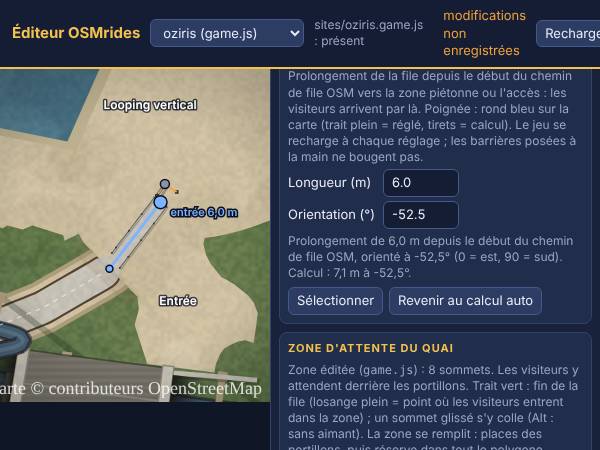 Éditeur OSMrides
oziris (game.js)
sites/oziris.game.js
: présent
modifications
non
enregistrées
Recharge
Looping vertical
entrée 6,0 m
Entrée
arte © contributeurs OpenStreetMap
Prolongement de la file depuis le début du chemin
de file OSM vers la zone piétonne ou l'accès : les
visiteurs arrivent par là. Poignée : rond bleu sur la
carte (trait plein = réglé, tirets = calcul). Le jeu se
recharge à chaque réglage ; les barrières posées à
la main ne bougent pas.
Longueur (m)
6.0
Orientation (°)
-52.5
Prolongement de 6,0 m depuis le début du chemin
de file OSM, orienté à -52,5° (0 = est, 90 = sud).
Calcul : 7,1 m à -52,5°.
Sélectionner
Revenir au calcul auto
ZONE D'ATTENTE DU QUAI
Zone éditée (game.js) : 8 sommets. Les visiteurs y
attendent derrière les portillons. Trait vert : fin de la
file (losange plein = point où les visiteurs entrent
dans la zone) ; un sommet glissé s'y colle (Alt :
sans aimant). La zone se remplit : places des
portillons, puis réserve dans tout le polygone